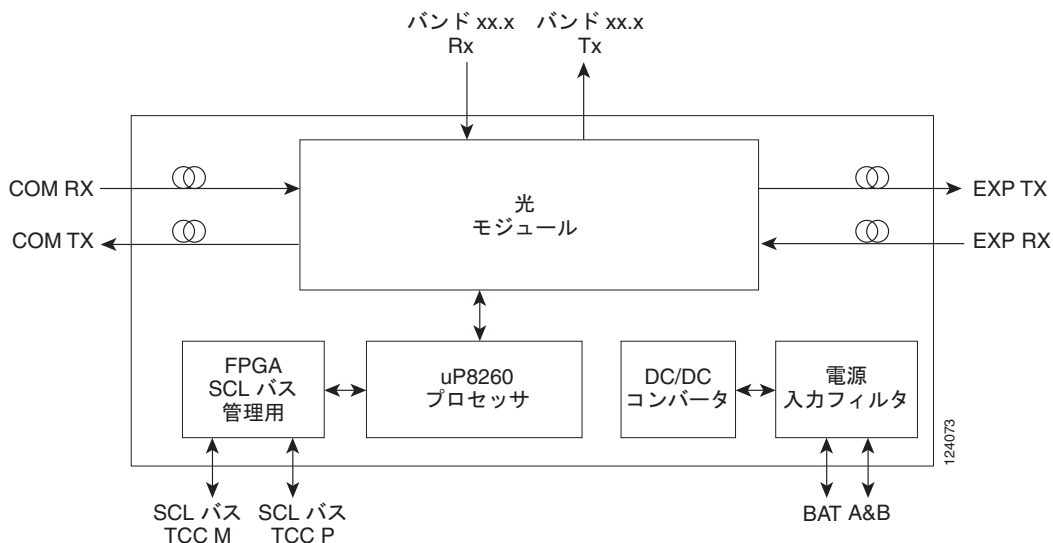 バンド xx.x
Rx
バンド xx.x
Tx
COM RX
COM TX
光
モジュール
EXP TX
EXP RX
FPGA
SCL バス
管理用
uP8260
プロセッサ
DC/DC
コンバータ
電源
入力フィルタ
124073
SCL バス
TCC M
SCL バス
TCC P
BAT A&B